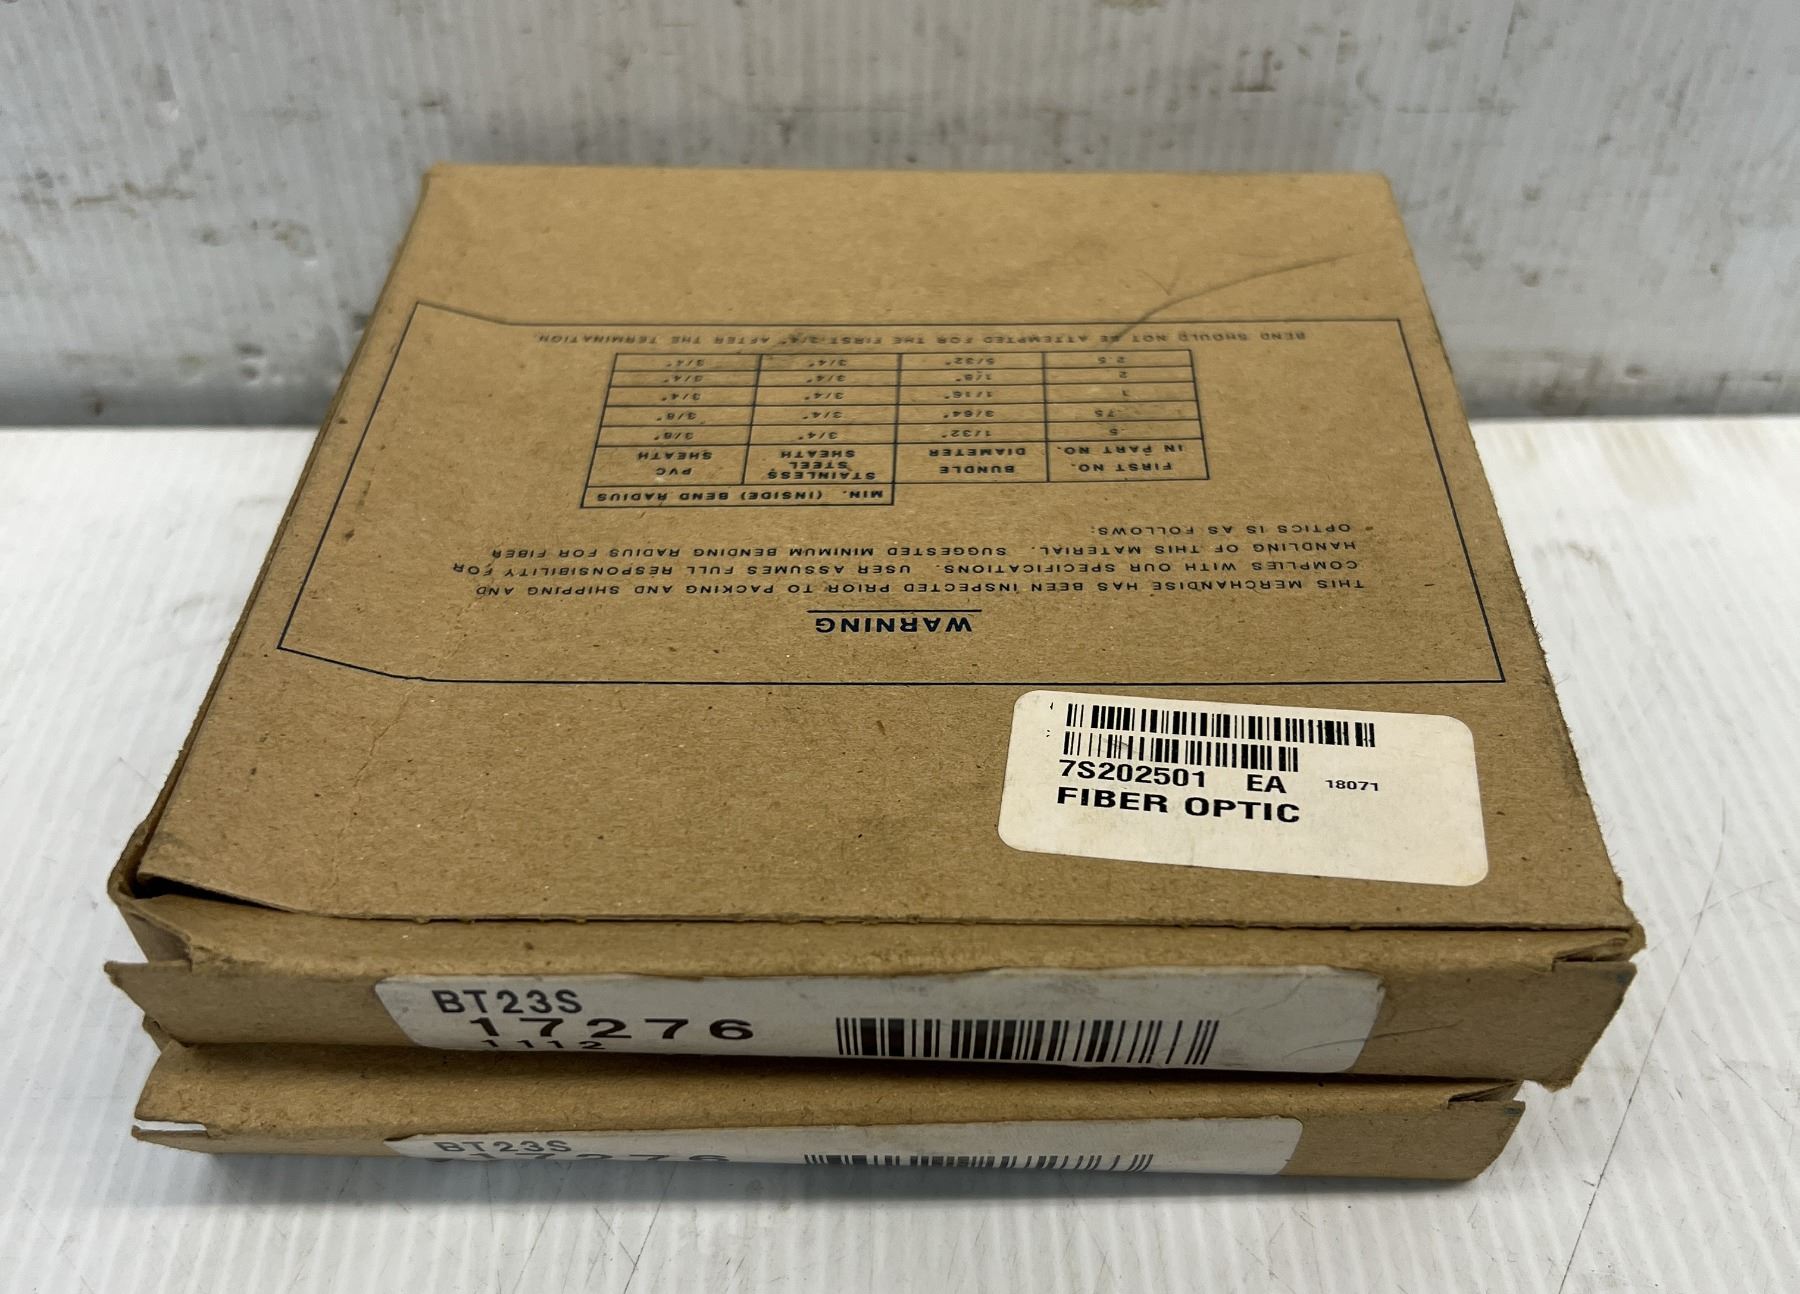 WARNING
THIS MERCHANDISE HAS BEEN INSPECTED PRIOR TO PACKING AND SHIPPING AND
COMPLIES WITH OUR SPECIFICATIONS. USER ASSUMES FULL RESPONSIBILITY FOR
HANDLING OF THIS MATERIAL. SUGGESTED MINIMUM BENDING RADIUS FOR FIBER
OPTICS IS AS FOLLOWS:
MIN. (INSIDE) BEND RADIUS
FIRST NO. IN PART NO. BUNDLE DIAMETER STAINLESS STEEL SHEATH PVC SHEATH
.5 1/32" 3/4" 3/8"
.75 3/64" 3/4" 3/8"
1 1/16" 3/4" 3/4"
2 1/8" 3/4" 3/4"
2.5 5/32" 3/4" 3/4"
BEND SHOULD NOT BE ATTEMPTED FOR THE FIRST 3/4" AFTER THE TERMINATION.
7S202501 EA 18071
FIBER OPTIC
BT23S
17276
1112
BT23S
17276